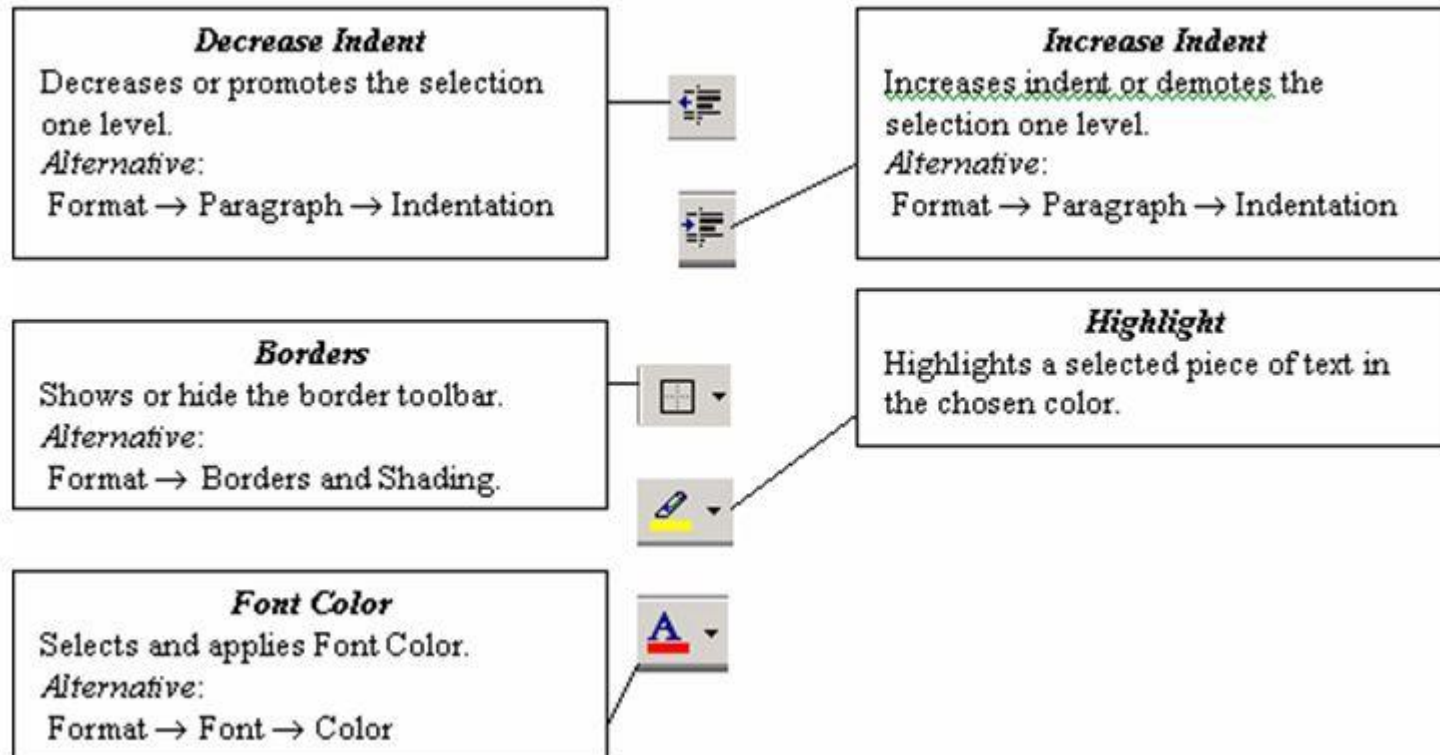 Decrease Indent
Decreases or promotes the selection
one level.
Alternative:
Format → Paragraph → Indentation
Increase Indent
Increases indent or demotes the
selection one level.
Alternative:
Format → Paragraph → Indentation
Borders
Shows or hide the border toolbar.
Alternative:
Format → Borders and Shading.
Highlight
Highlights a selected piece of text in
the chosen color.
Font Color
Selects and applies Font Color.
Alternative:
Format → Font → Color
A